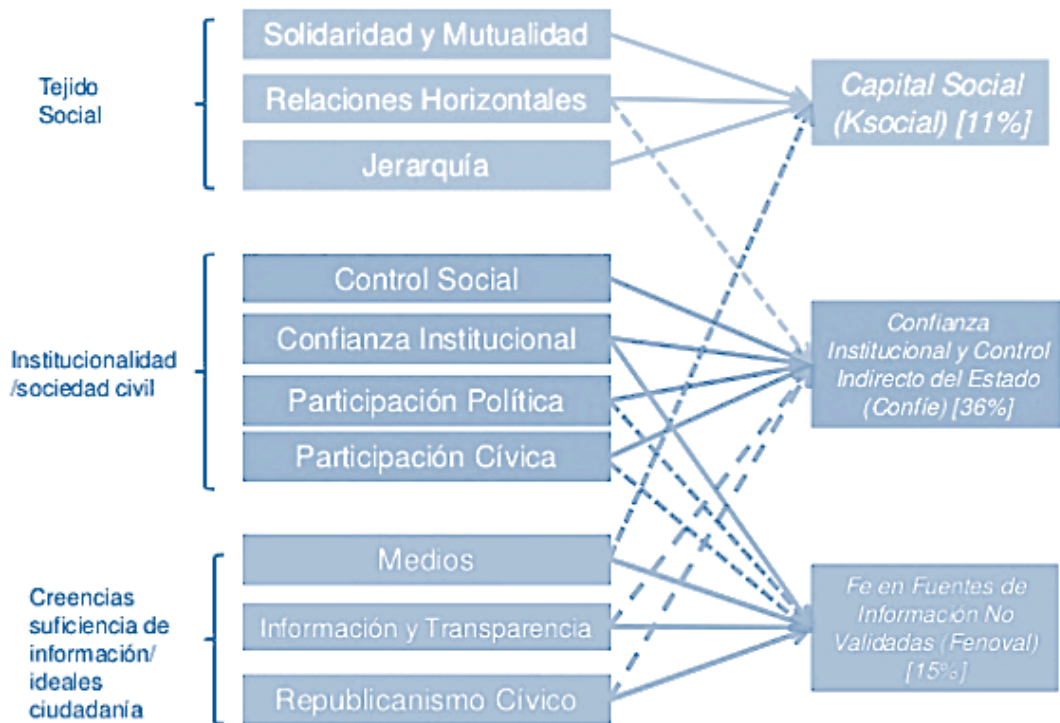 Tejido
Social
Solidaridad y Mutualidad
Relaciones Horizontales
Jerarquía
Capital Social
(Ksocial) [11%]
Institucionalidad
/sociedad civil
Control Social
Confianza Institucional
Participación Política
Participación Cívica
Confianza
Institucional y Control
Indirecto del Estado
(Confíe) [36%]
Creencias
suficiencia de
información/
ideales
ciudadanía
Medios
Información y Transparencia
Republicanismo Cívico
Fe en Fuentes de
Información No
Validadas (Fenoval)
[15%]